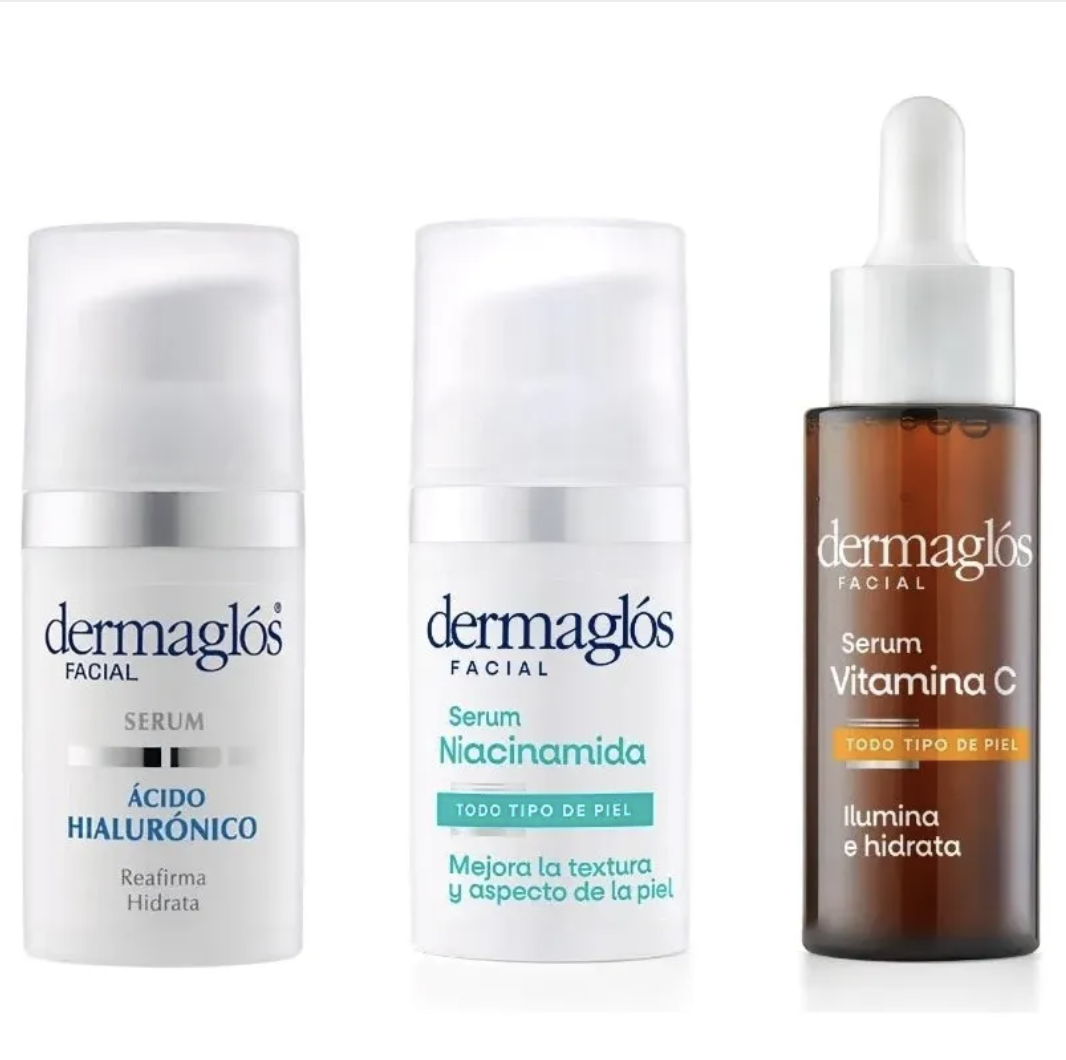 dermaglós®
FACIAL
SERUM
ÁCIDO
HIALURÓNICO
Reafirma
Hidrata
dermaglós
FACIAL
Serum
Niacinamida
TODO TIPO DE PIEL
Mejora la textura
y aspecto de la piel
dermaglós
FACIAL
Serum
Vitamina C
TODO TIPO DE PIEL
Ilumina
e hidrata